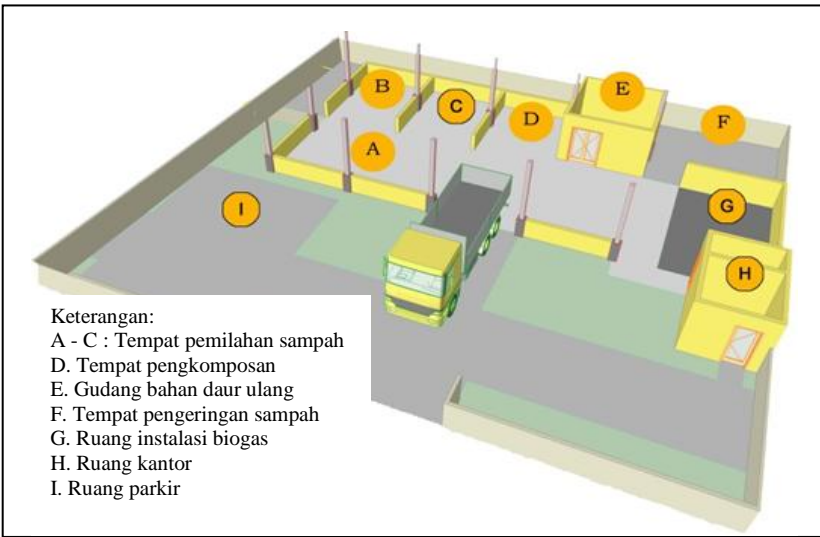 B
C
E
D
F
A
I
G
H
Keterangan:
A - C : Tempat pemilahan sampah
D. Tempat pengkomposan
E. Gudang bahan daur ulang
F. Tempat pengeringan sampah
G. Ruang instalasi biogas
H. Ruang kantor
I. Ruang parkir